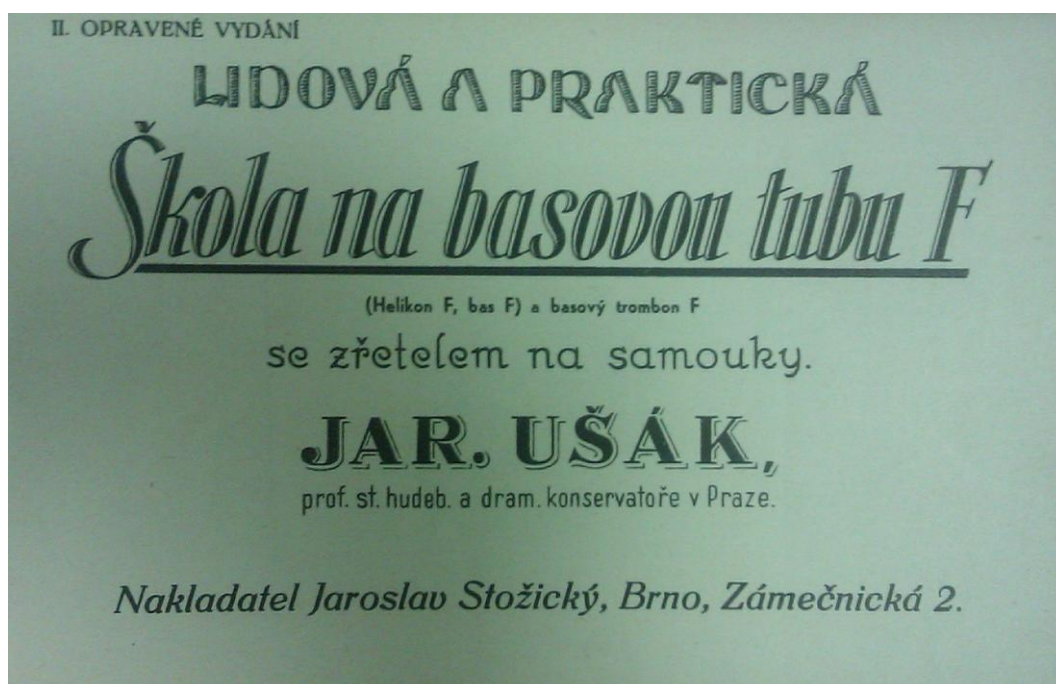 II. OPRAVENÉ VYDÁNÍ
LIDOVÁ A PRAKTICKÁ
Škola na basovou tubu F
(Helikon F, bas F) a basový trombon F
se zřetelem na samouky.
JAR. UŠÁK,
prof. st. hudeb. a dram. konservatoře v Praze.
Nakladatel Jaroslav Stožický, Brno, Zámečnická 2.